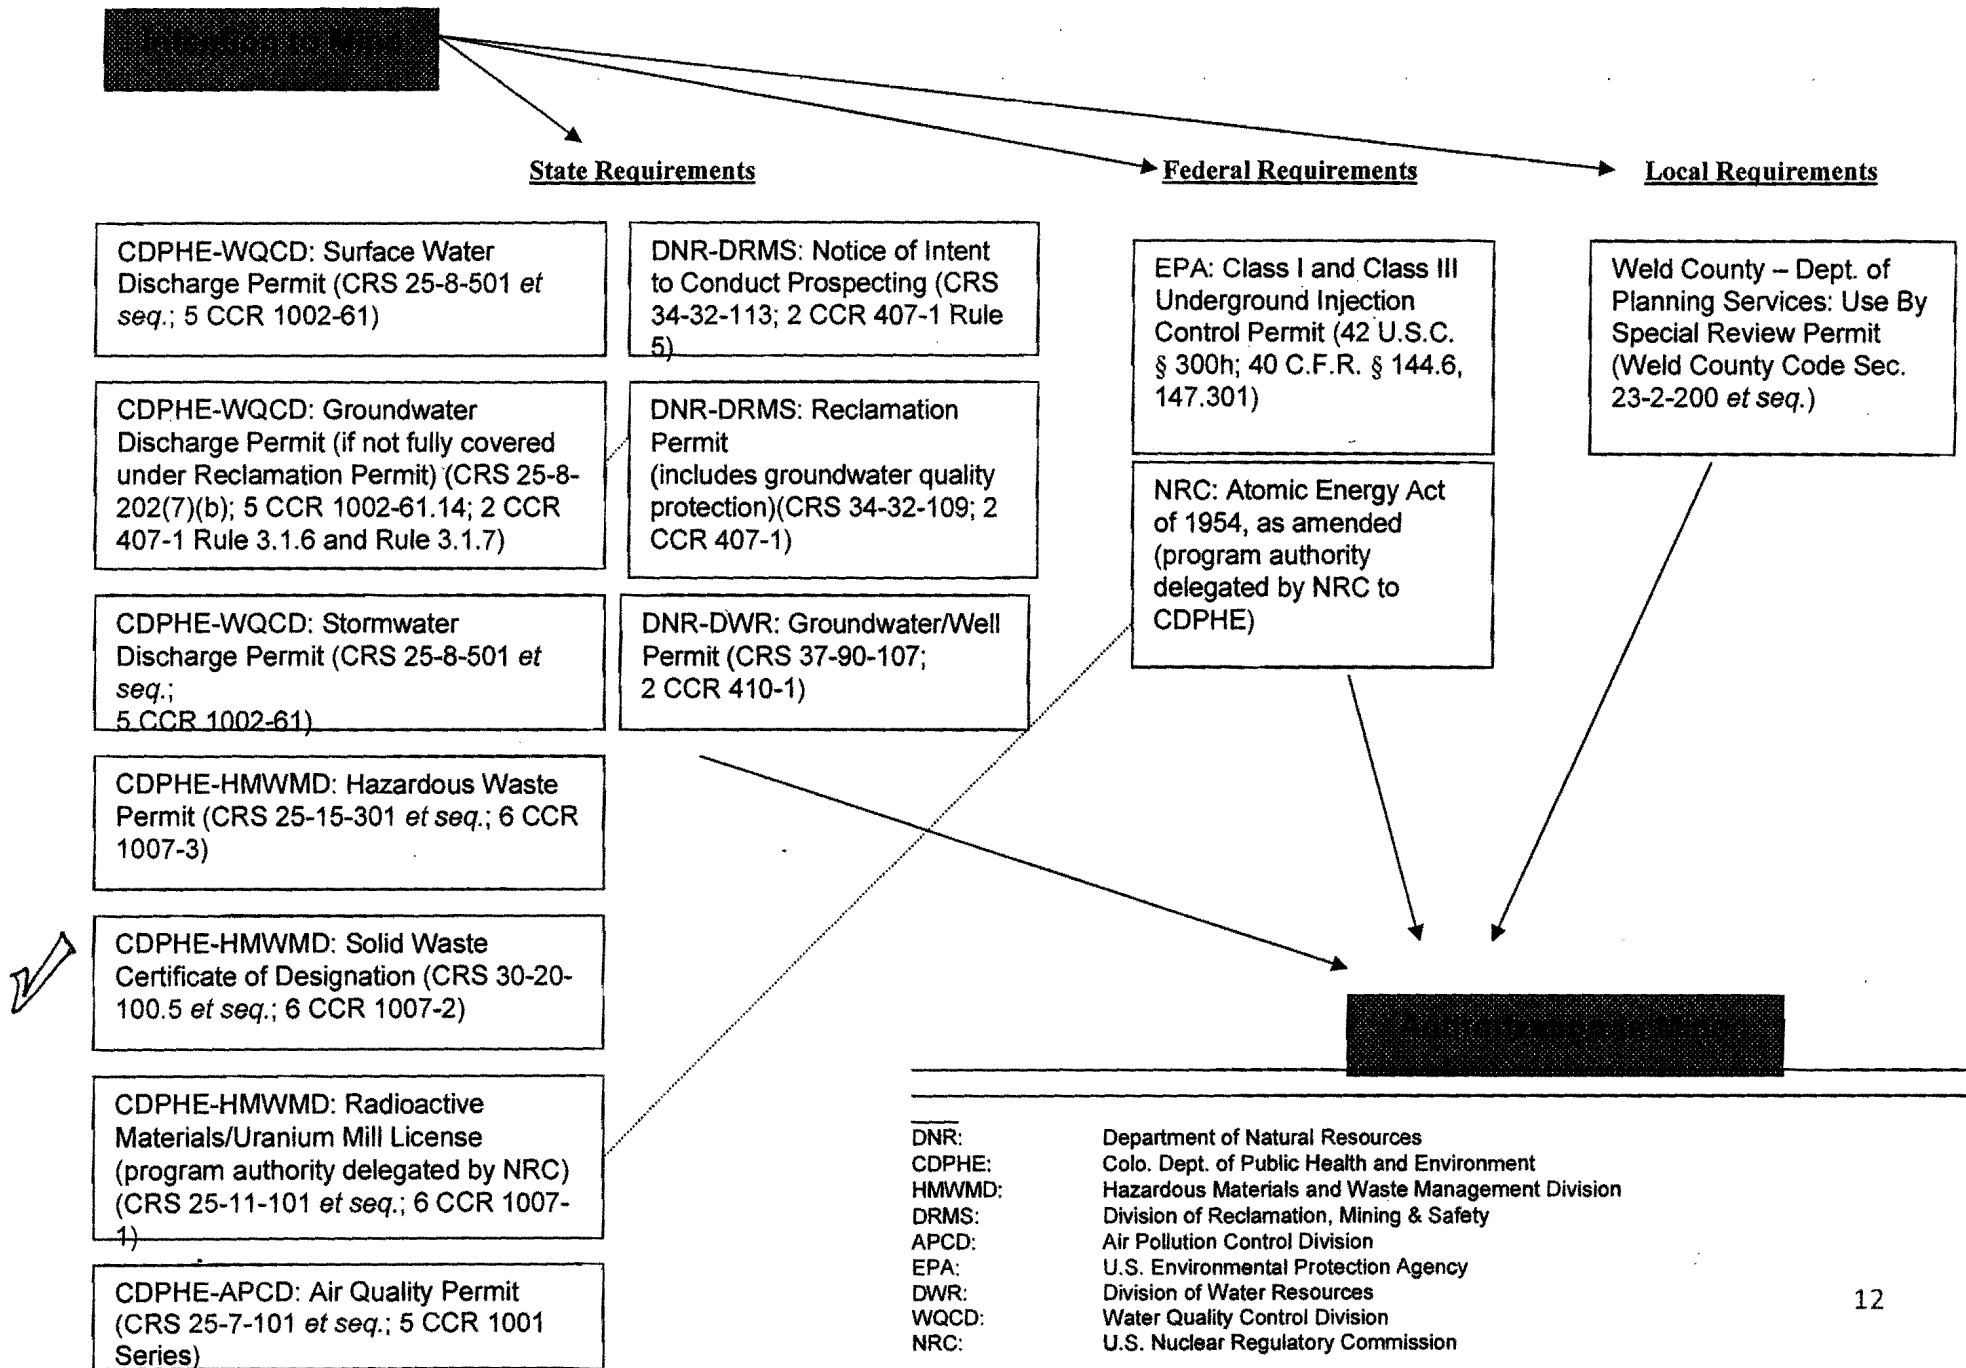 Intention to Mine
State Requirements
Federal Requirements
Local Requirements
CDPHE-WQCD: Surface Water
Discharge Permit (CRS 25-8-501 et
seq.; 5 CCR 1002-61)
CDPHE-WQCD: Groundwater
Discharge Permit (if not fully covered
under Reclamation Permit) (CRS 25-8-
202(7)(b); 5 CCR 1002-61.14; 2 CCR
407-1 Rule 3.1.6 and Rule 3.1.7)
CDPHE-WQCD: Stormwater
Discharge Permit (CRS 25-8-501 et
seq.;
5 CCR 1002-61)
CDPHE-HMWMD: Hazardous Waste
Permit (CRS 25-15-301 et seq.; 6 CCR
1007-3)
CDPHE-HMWMD: Solid Waste
Certificate of Designation (CRS 30-20-
100.5 et seq.; 6 CCR 1007-2)
CDPHE-HMWMD: Radioactive
Materials/Uranium Mill License
(program authority delegated by NRC)
(CRS 25-11-101 et seq.; 6 CCR 1007-
1)
CDPHE-APCD: Air Quality Permit
(CRS 25-7-101 et seq.; 5 CCR 1001
Series)
DNR-DRMS: Notice of Intent
to Conduct Prospecting (CRS
34-32-113; 2 CCR 407-1 Rule
5)
DNR-DRMS: Reclamation
Permit
(includes groundwater quality
protection)(CRS 34-32-109; 2
CCR 407-1)
DNR-DWR: Groundwater/Well
Permit (CRS 37-90-107;
2 CCR 410-1)
EPA: Class I and Class III
Underground Injection
Control Permit (42 U.S.C.
§ 300h; 40 C.F.R. § 144.6,
147.301)
NRC: Atomic Energy Act
of 1954, as amended
(program authority
delegated by NRC to
CDPHE)
Weld County – Dept. of
Planning Services: Use By
Special Review Permit
(Weld County Code Sec.
23-2-200 et seq.)
DNR: Department of Natural Resources
CDPHE: Colo. Dept. of Public Health and Environment
HMWMD: Hazardous Materials and Waste Management Division
DRMS: Division of Reclamation, Mining & Safety
APCD: Air Pollution Control Division
EPA: U.S. Environmental Protection Agency
DWR: Division of Water Resources
WQCD: Water Quality Control Division
NRC: U.S. Nuclear Regulatory Commission
12